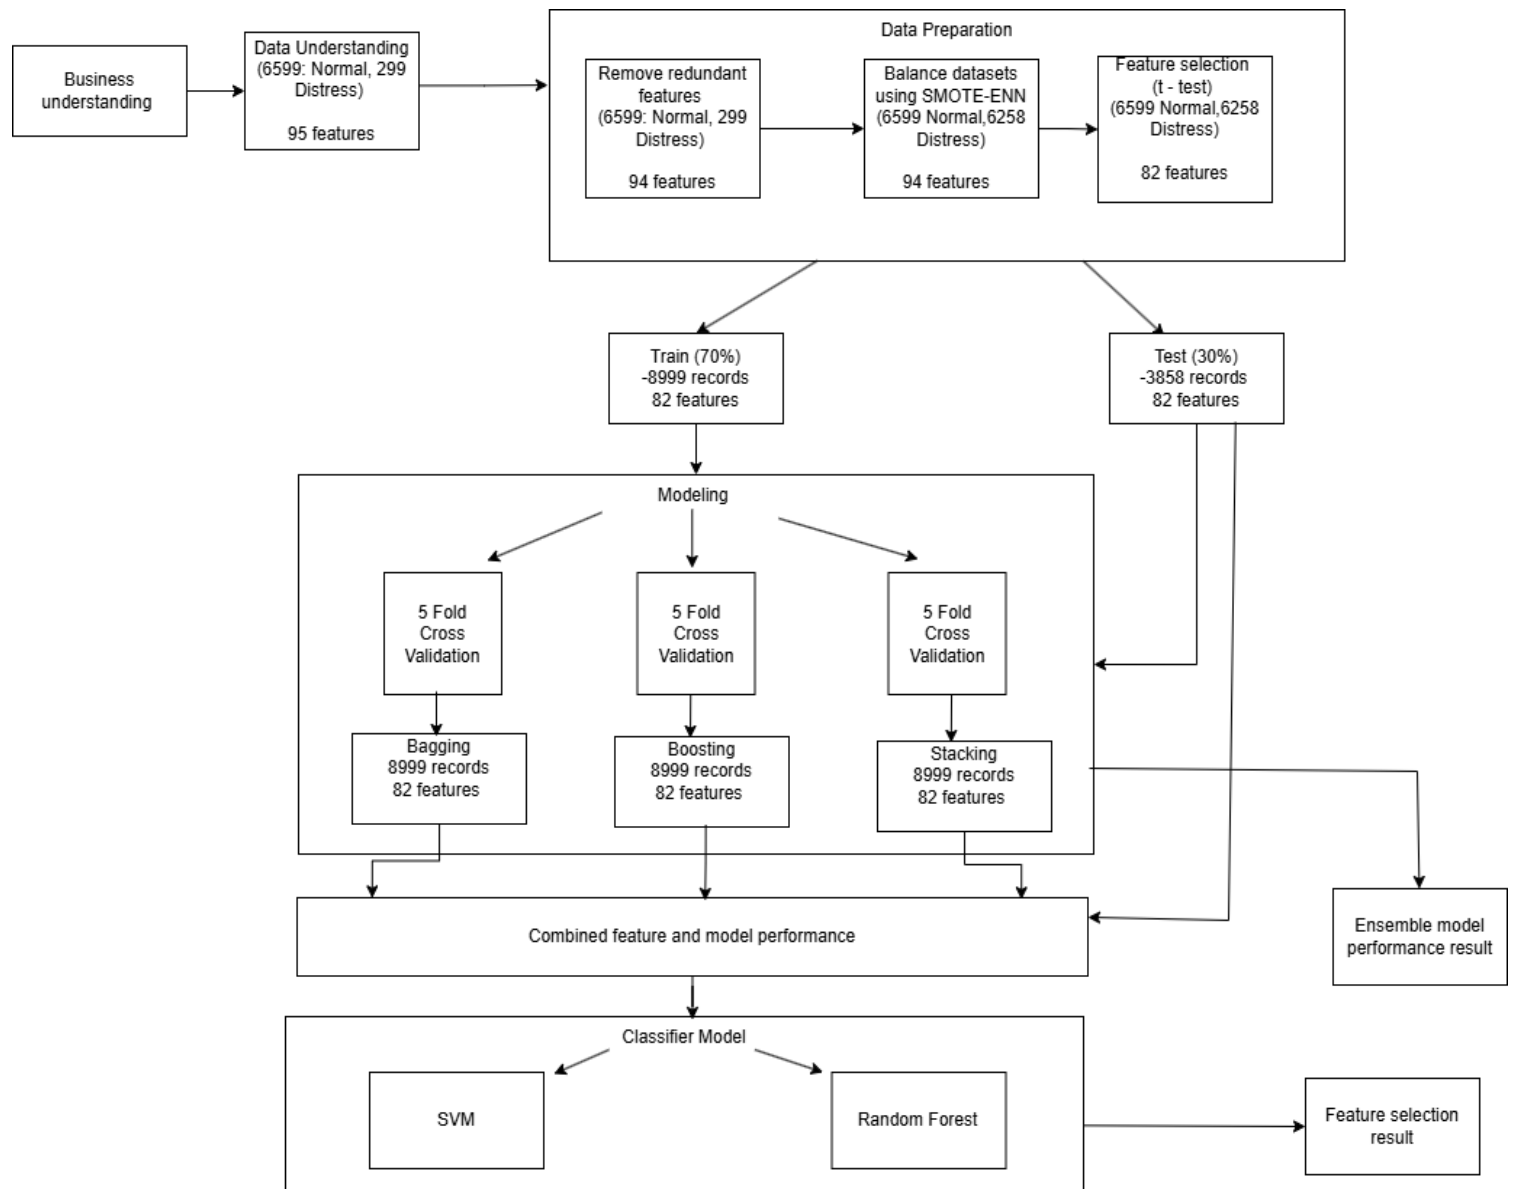 Business
understanding
Data Understanding
(6599: Normal, 299
Distress)
95 features
Data Preparation
Remove redundant
features
(6599: Normal, 299
Distress)
94 features
Balance datasets
using SMOTE-ENN
(6599 Normal,6258
Distress)
94 features
Feature selection
(t - test)
(6599 Normal,6258
Distress)
82 features
Train (70%)
-8999 records
82 features
Test (30%)
-3858 records
82 features
Modeling
5 Fold
Cross
Validation
5 Fold
Cross
Validation
5 Fold
Cross
Validation
Bagging
8999 records
82 features
Boosting
8999 records
82 features
Stacking
8999 records
82 features
Combined feature and model performance
Ensemble model
performance result
Classifier Model
SVM
Random Forest
Feature selection
result